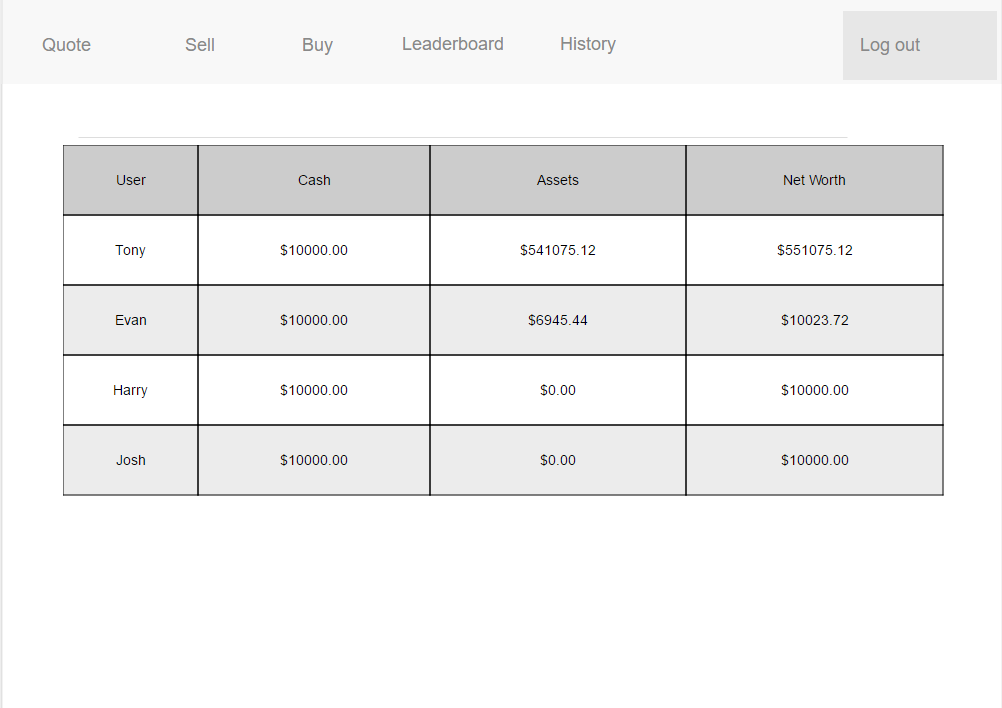 Quote Sell Buy Leaderboard History Log out
User Cash Assets Net Worth
Tony $10000.00 $541075.12 $551075.12
Evan $10000.00 $6945.44 $10023.72
Harry $10000.00 $0.00 $10000.00
Josh $10000.00 $0.00 $10000.00